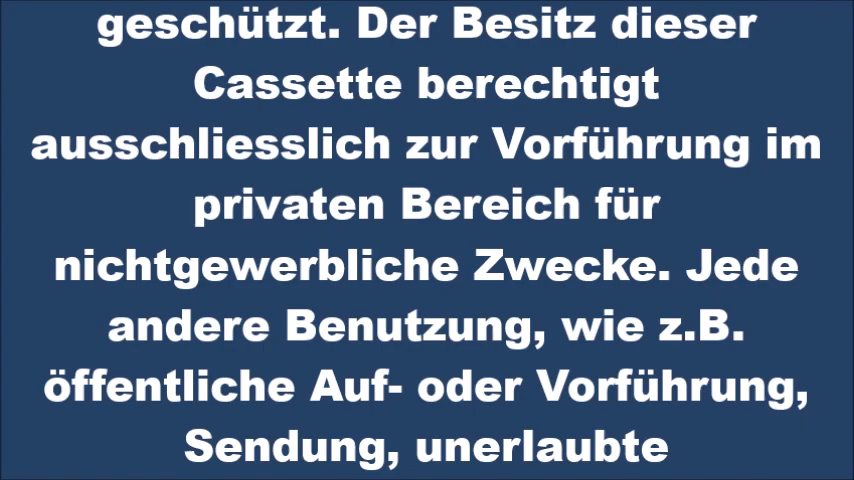 geschützt. Der Besitz dieser
Cassette berechtigt
ausschliesslich zur Vorführung im
privaten Bereich für
nichtgewerbliche Zwecke. Jede
andere Benutzung, wie z.B.
öffentliche Auf- oder Vorführung,
Sendung, unerlaubte